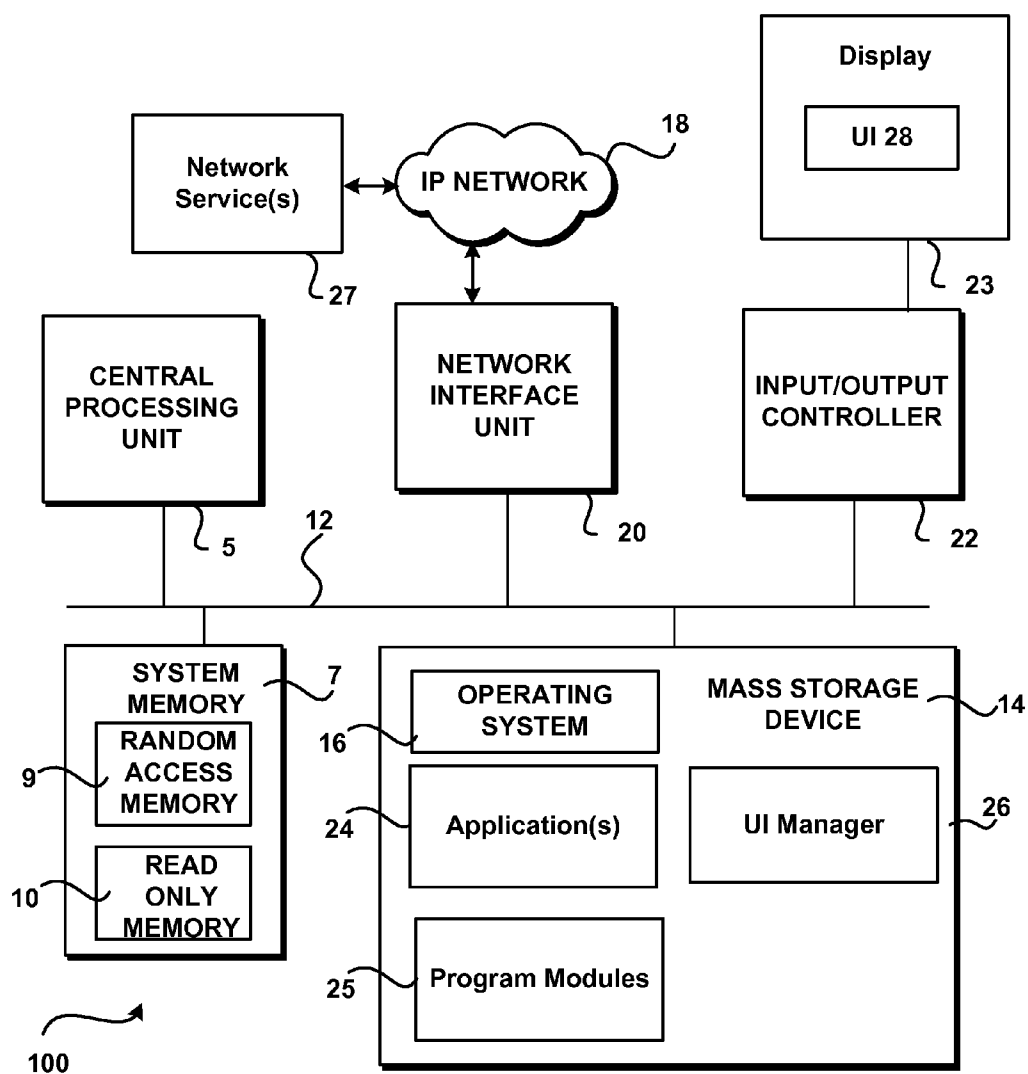 Display
UI 28
18
Network
Service(s)
IP NETWORK
27
23
CENTRAL
PROCESSING
UNIT
NETWORK
INTERFACE
UNIT
INPUT/OUTPUT
CONTROLLER
5
12
20
22
SYSTEM
MEMORY
7
RANDOM
ACCESS
MEMORY
9
READ
ONLY
MEMORY
10
OPERATING
SYSTEM
16
MASS STORAGE
DEVICE
14
Application(s)
24
UI Manager
26
Program Modules
25
100